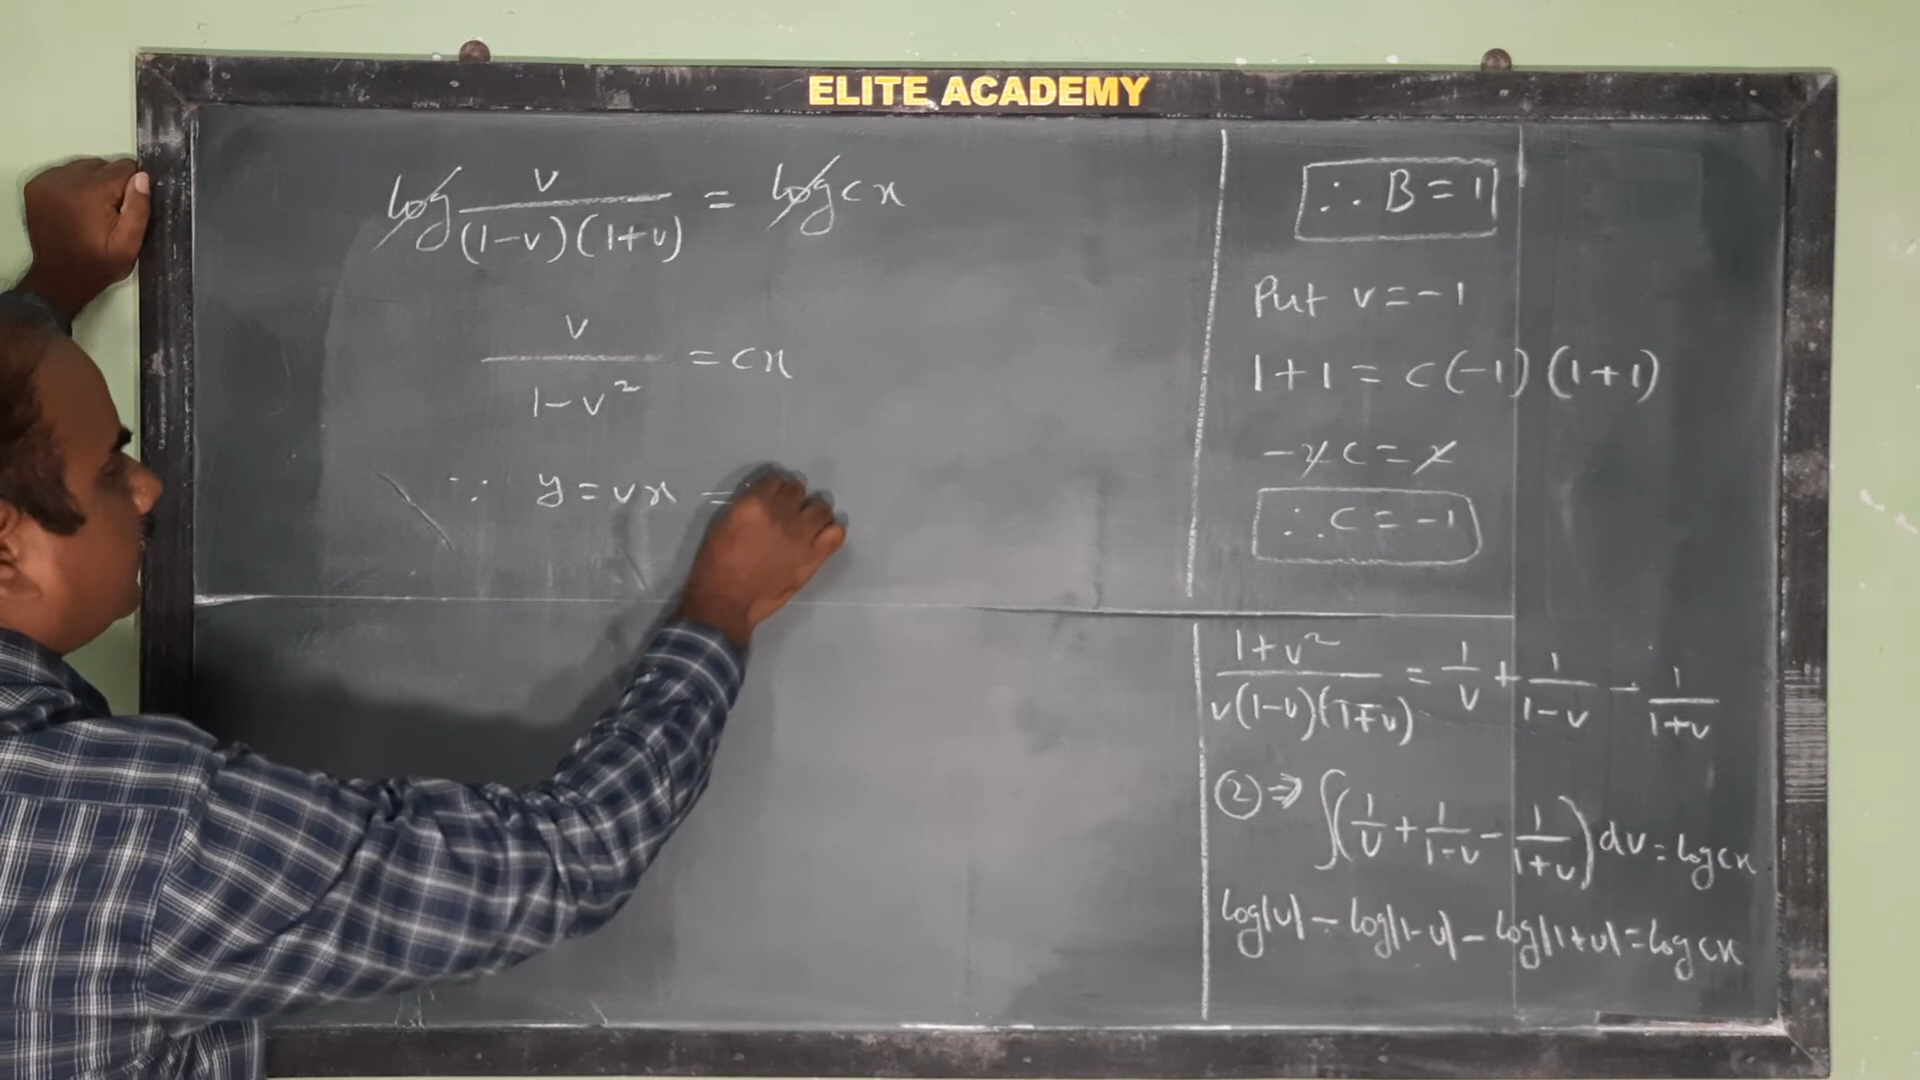 ELITE ACADEMY
log v/((1-v)(1+v)) = log cx
v/(1-v²) = cx
∵ y = vx =
∴ B = 1
Put v = -1
1+1 = c(-1)(1+1)
-2c = 2
∴ c = -1
(1+v²)/(v(1-v)(1+v)) = 1/v + 1/(1-v) - 1/(1+v)
② ⇒ ∫(1/v + 1/(1-v) - 1/(1+v)) dv = log cx
log|v| - log|1-v| - log|1+v| = log cx